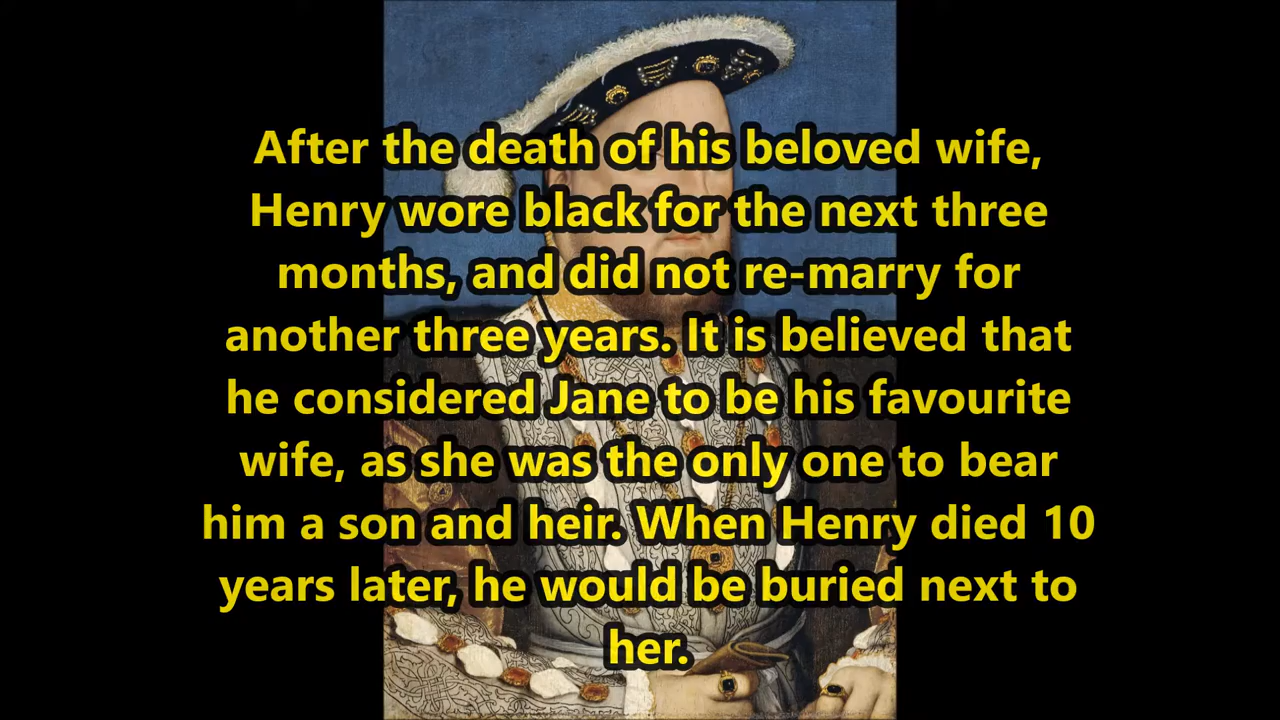 After the death of his beloved wife,
Henry wore black for the next three
months, and did not re-marry for
another three years. It is believed that
he considered Jane to be his favourite
wife, as she was the only one to bear
him a son and heir. When Henry died 10
years later, he would be buried next to
her.